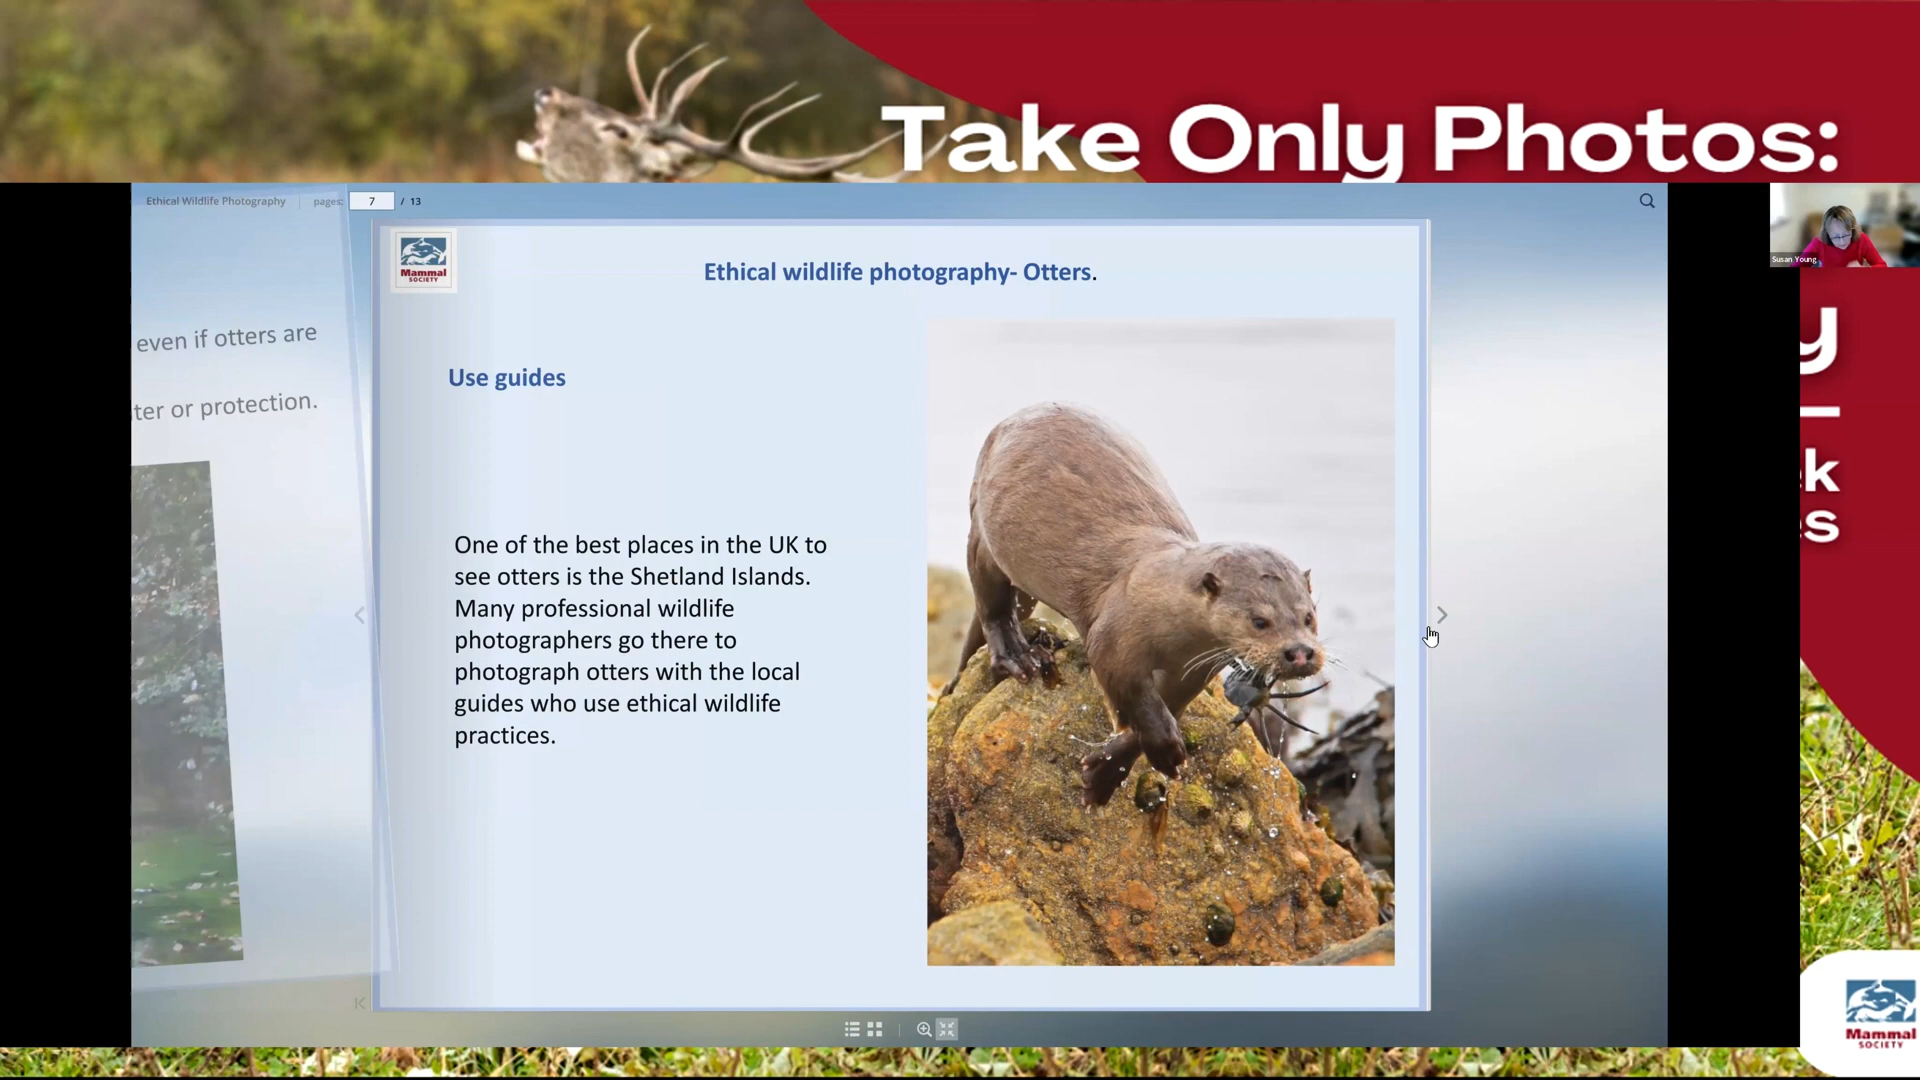 Take Only Photos:
Ethical Wildlife Photography pages: 7 / 13
Mammal
SOCIETY
Ethical wildlife photography- Otters.
Susan Young
even if otters are
ter or protection.
Use guides
One of the best places in the UK to
see otters is the Shetland Islands.
Many professional wildlife
photographers go there to
photograph otters with the local
guides who use ethical wildlife
practices.
y
k
s
Mammal
SOCIETY